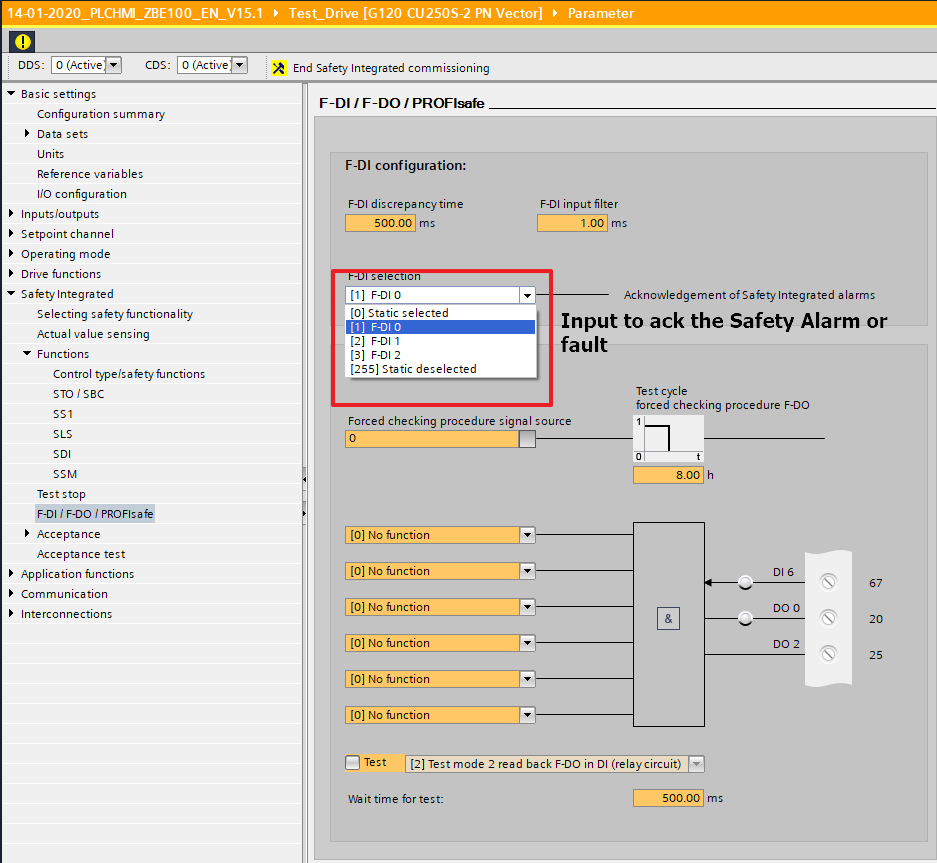 14-01-2020_PLCHMI_ZBE100_EN_V15.1 Test_Drive [G120 CU250S-2 PN Vector] Parameter
DDS: 0 (Active) CDS: 0 (Active) End Safety Integrated commissioning
Basic settings
Configuration summary
Data sets
Units
Reference variables
I/O configuration
Inputs/outputs
Setpoint channel
Operating mode
Drive functions
Safety Integrated
Selecting safety functionality
Actual value sensing
Functions
Control type/safety functions
STO / SBC
SS1
SLS
SDI
SSM
Test stop
F-DI / F-DO / PROFIsafe
Acceptance
Acceptance test
Application functions
Communication
Interconnections
F-DI / F-DO / PROFIsafe
F-DI configuration:
F-DI discrepancy time F-DI input filter
500.00 ms 1.00 ms
F-DI selection
[1] F-DI 0 Acknowledgement of Safety Integrated alarms
[0] Static selected
[1] F-DI 0
[2] F-DI 1
[3] F-DI 2
[255] Static deselected
Input to ack the Safety Alarm or
fault
Test cycle
forced checking procedure F-DO
Forced checking procedure signal source
0
1
0 t
8.00 h
[0] No function
[0] No function
[0] No function
[0] No function
[0] No function
[0] No function
&
DI 6 67
DO 0 20
DO 2 25
Test [2] Test mode 2 read back F-DO in DI (relay circuit)
Wait time for test: 500.00 ms